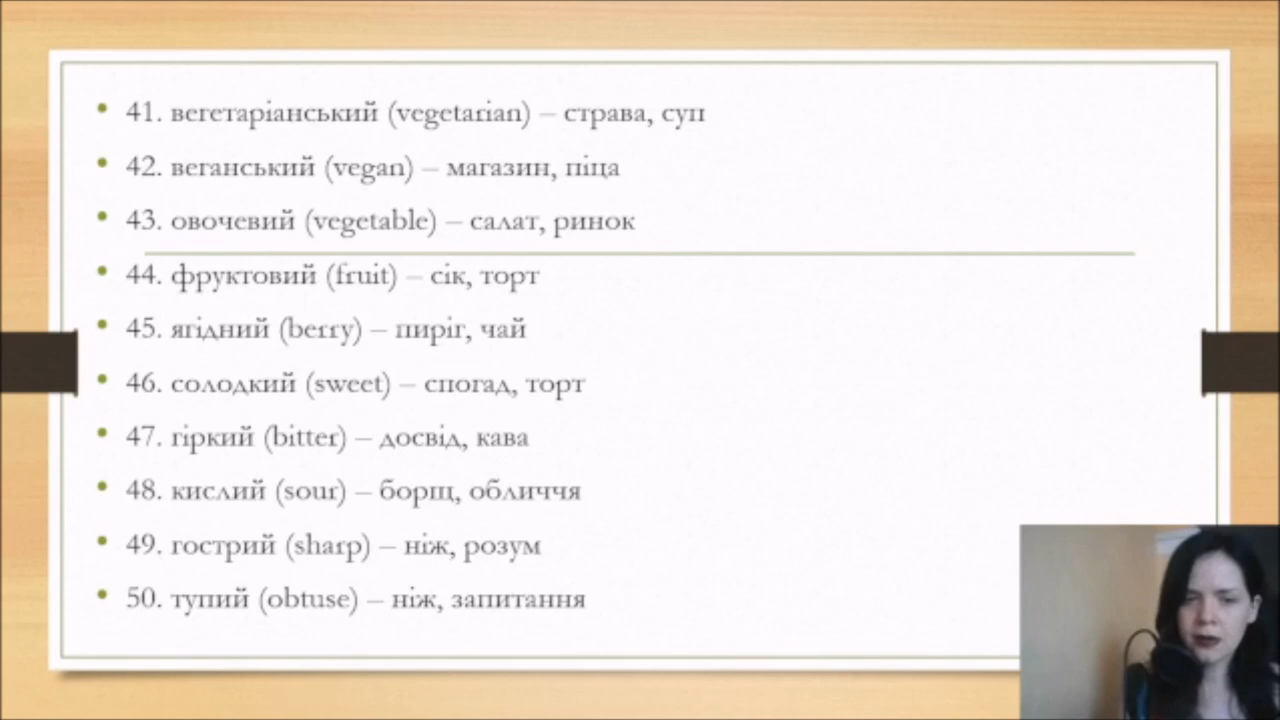 • 41. вегетаріанський (vegetarian) – страва, суп
• 42. веганський (vegan) – магазин, піца
• 43. овочевий (vegetable) – салат, ринок
• 44. фруктовий (fruit) – сік, торт
• 45. ягідний (berry) – пиріг, чай
• 46. солодкий (sweet) – спогад, торт
• 47. гіркий (bitter) – досвід, кава
• 48. кислий (sour) – борщ, обличчя
• 49. гострий (sharp) – ніж, розум
• 50. тупий (obtuse) – ніж, запитання